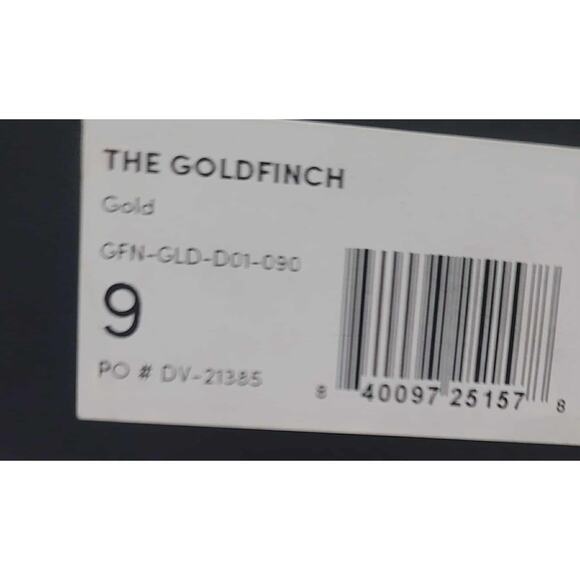 THE GOLDFINCH
Gold
GFN-GLD-D01-090
9
PO # DV-21385
8 40097 25157 8